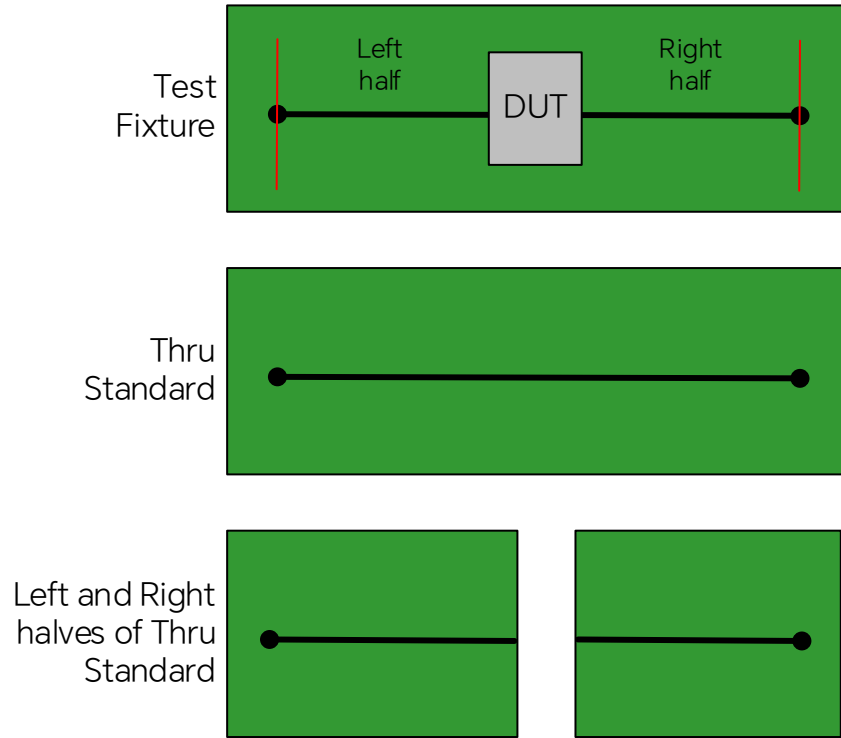 Test
Fixture
Left
half
DUT
Right
half
Thru
Standard
Left and Right
halves of Thru
Standard